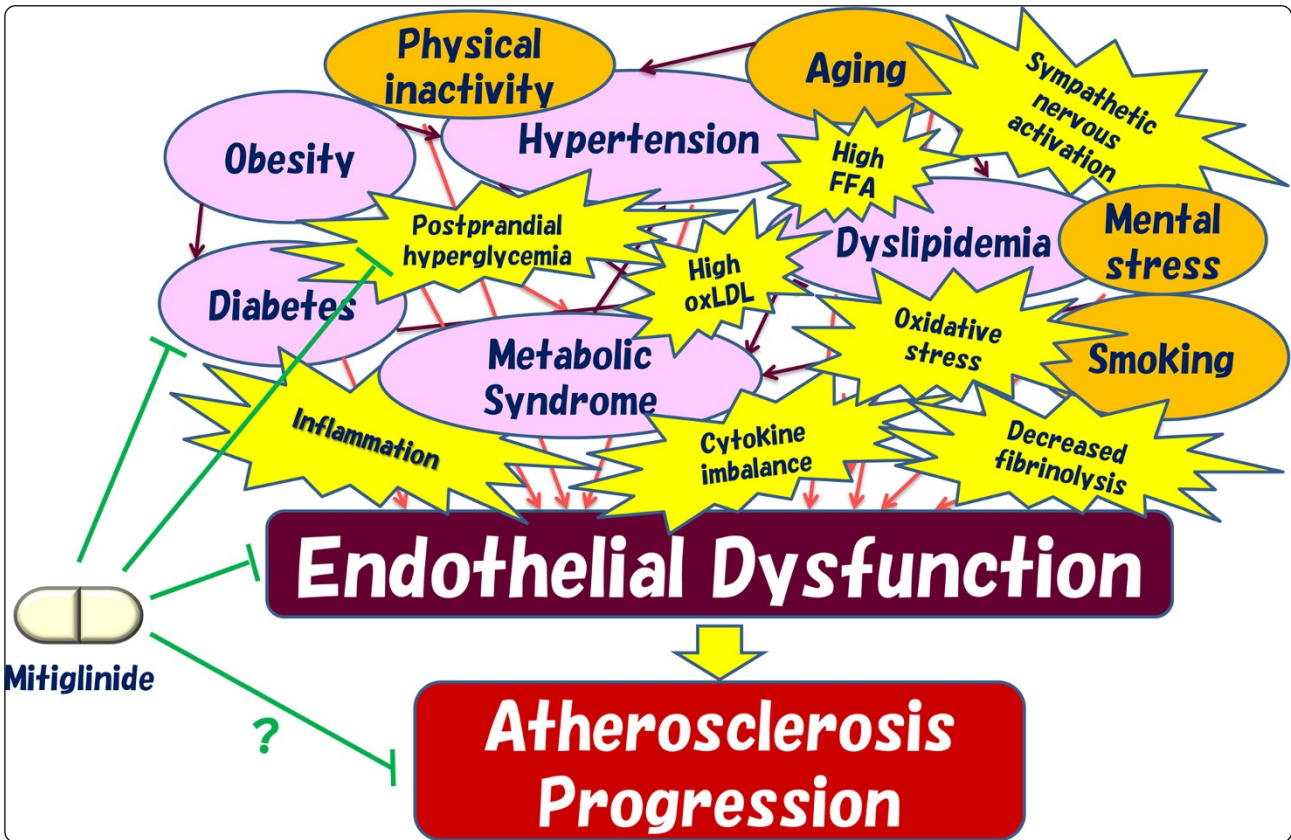 Physical
inactivity
Aging
Sympathetic
nervous
activation
Obesity
Hypertension
High
FFA
Postprandial
hyperglycemia
High
oxLDL
Dyslipidemia
Mental
stress
Diabetes
Oxidative
stress
Metabolic
Syndrome
Smoking
Inflammation
Cytokine
imbalance
Decreased
fibrinolysis
Endothelial Dysfunction
Mitiglinide
?
Atherosclerosis
Progression